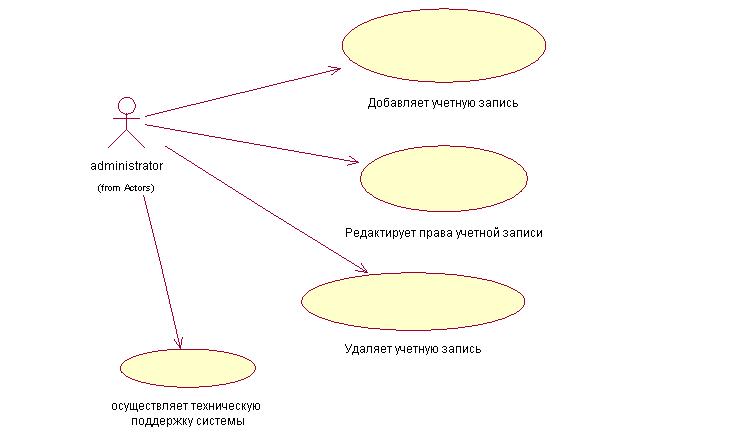 Добавляет учетную запись
administrator
(from Actors)
Редактирует права учетной записи
Удаляет учетную запись
осуществляет техническую
поддержку системы